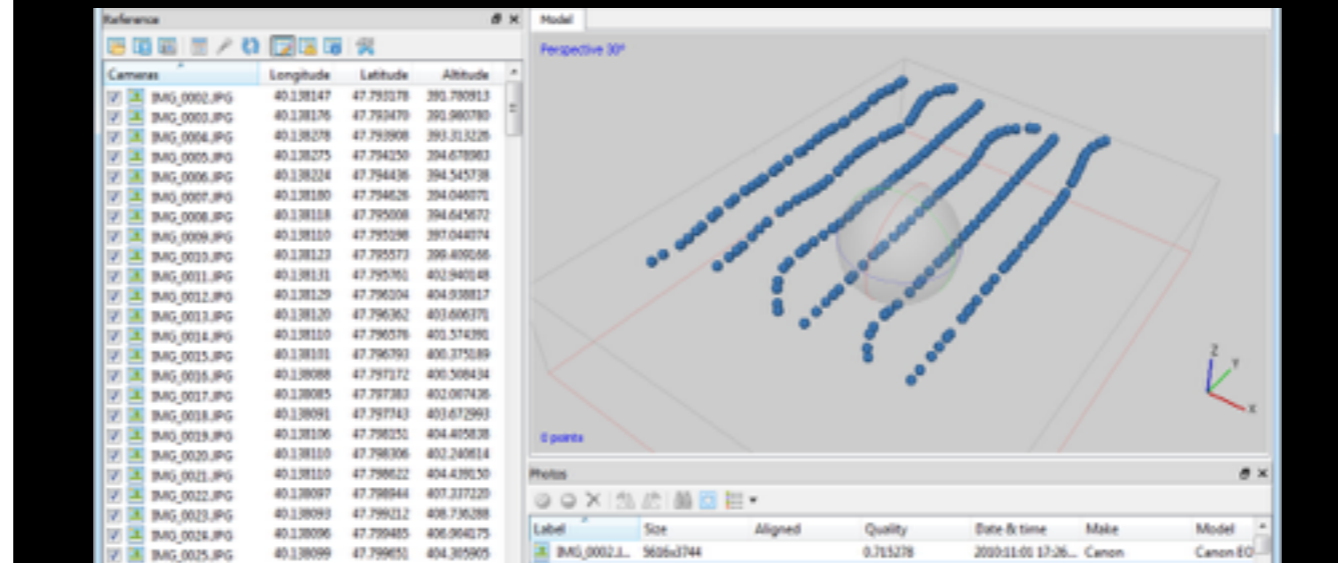 Reference
Cameras Longitude Latitude Altitude
IMG_0002.JPG 40.138147 47.793178 391.780913
IMG_0003.JPG 40.138176 47.793479 391.980780
IMG_0004.JPG 40.138278 47.793908 393.313226
IMG_0005.JPG 40.138275 47.794150 394.678983
IMG_0006.JPG 40.138224 47.794436 394.545738
IMG_0007.JPG 40.138180 47.794626 394.046071
IMG_0008.JPG 40.138118 47.795008 394.645672
IMG_0009.JPG 40.138110 47.795198 397.044074
IMG_0010.JPG 40.138123 47.795573 399.409166
IMG_0011.JPG 40.138131 47.795761 402.940148
IMG_0012.JPG 40.138129 47.796104 404.938817
IMG_0013.JPG 40.138120 47.796362 403.606371
IMG_0014.JPG 40.138110 47.796576 401.574391
IMG_0015.JPG 40.138101 47.796793 400.375189
IMG_0016.JPG 40.138088 47.797172 400.508434
IMG_0017.JPG 40.138085 47.797383 402.007436
IMG_0018.JPG 40.138091 47.797743 403.672993
IMG_0019.JPG 40.138106 47.798151 404.405838
IMG_0020.JPG 40.138110 47.798306 402.240614
IMG_0021.JPG 40.138110 47.798622 404.439150
IMG_0022.JPG 40.138097 47.798944 407.337220
IMG_0023.JPG 40.138093 47.799212 408.736288
IMG_0024.JPG 40.138096 47.799485 406.904175
IMG_0025.JPG 40.138099 47.799651 404.305905
Model
Perspective 30°
Z
Y
X
0 points
Photos
Label Size Aligned Quality Date & time Make Model
IMG_0002.J... 5616x3744 0.715278 2010:11:01 17:26... Canon Canon EO